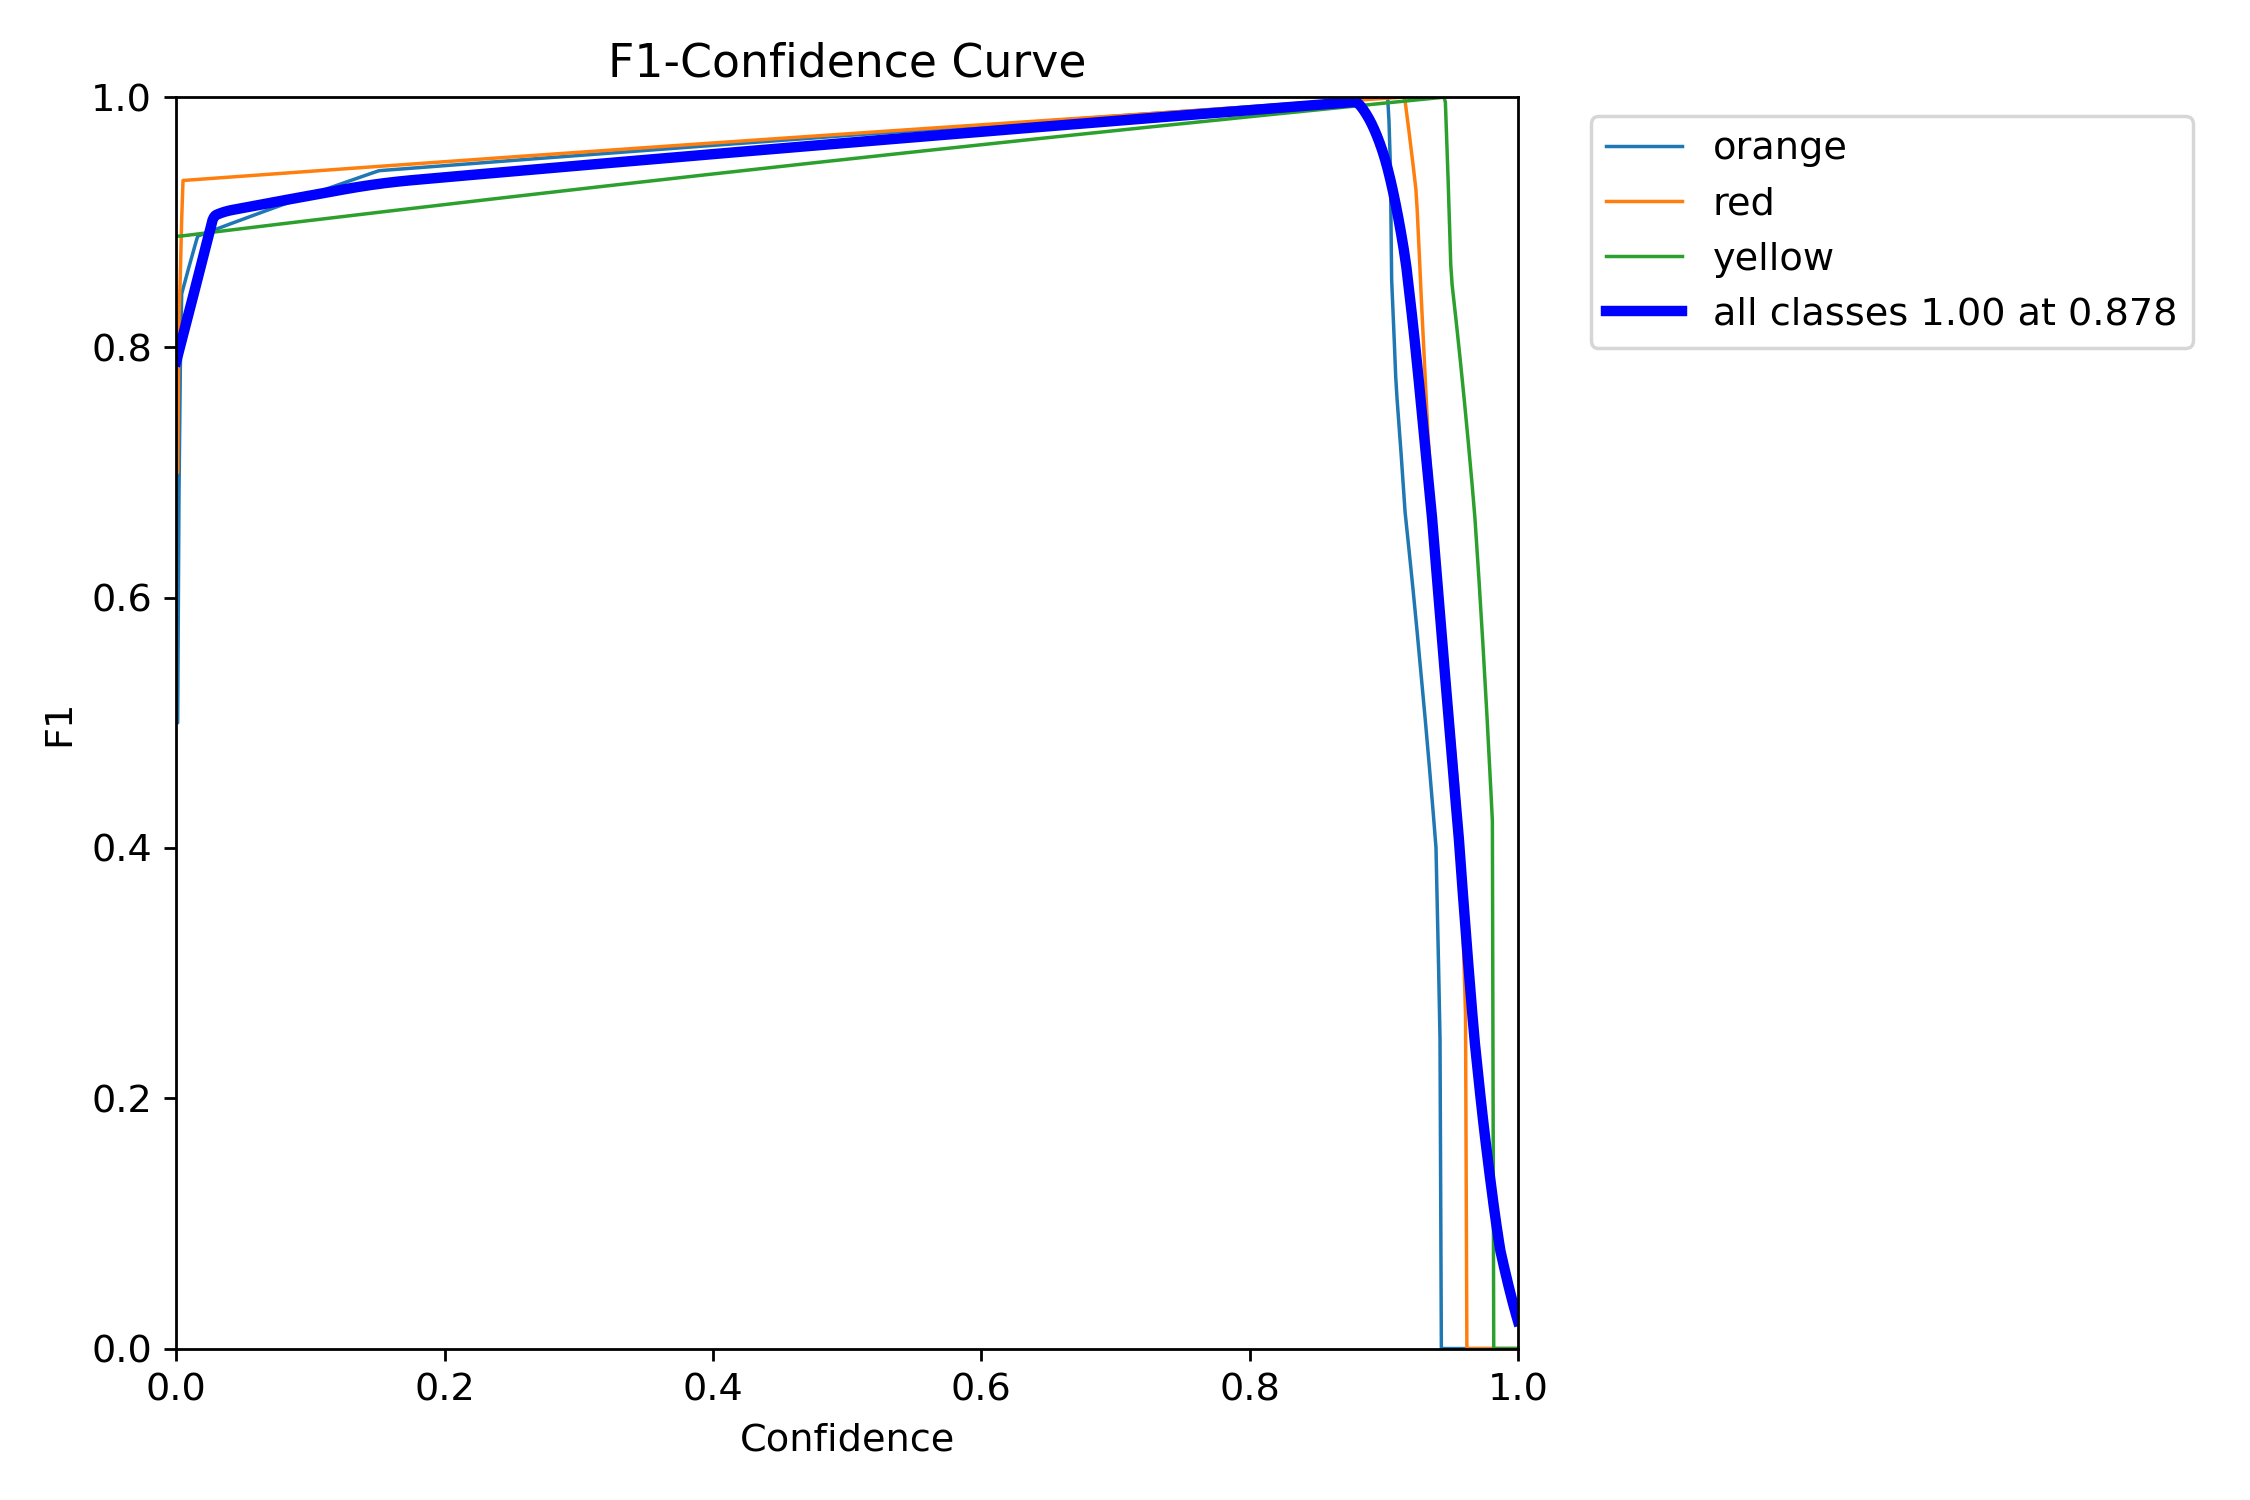 F1-Confidence Curve
1.0
0.8
0.6
0.4
0.2
0.0
F1
0.0 0.2 0.4 0.6 0.8 1.0
Confidence
orange
red
yellow
all classes 1.00 at 0.878